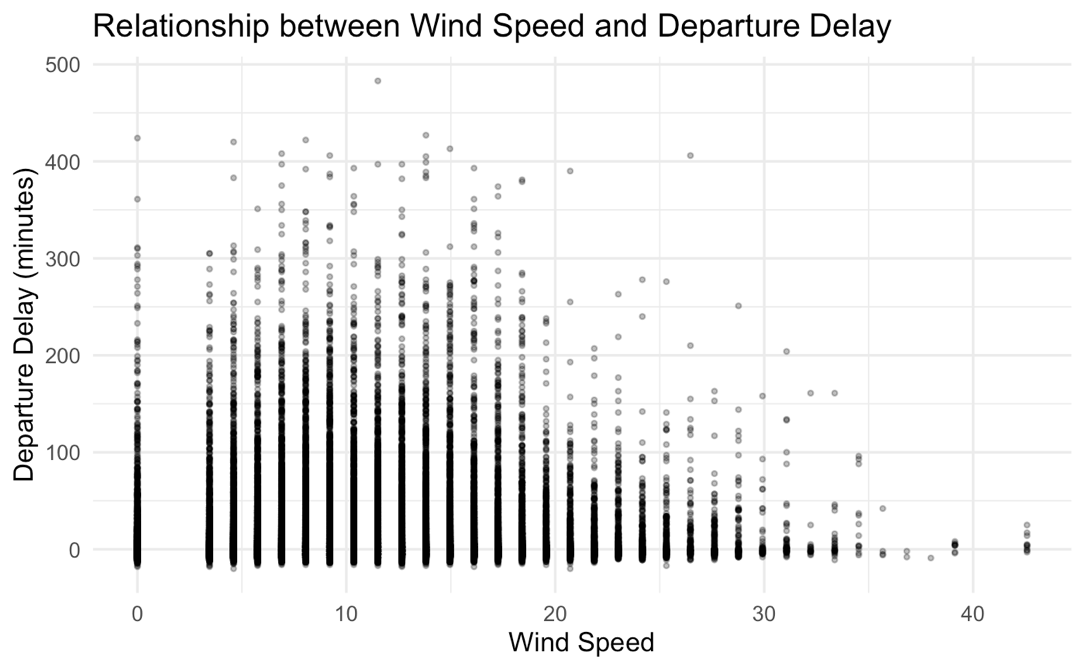 Relationship between Wind Speed and Departure Delay
500
400
300
200
100
0
Departure Delay (minutes)
0 10 20 30 40
Wind Speed